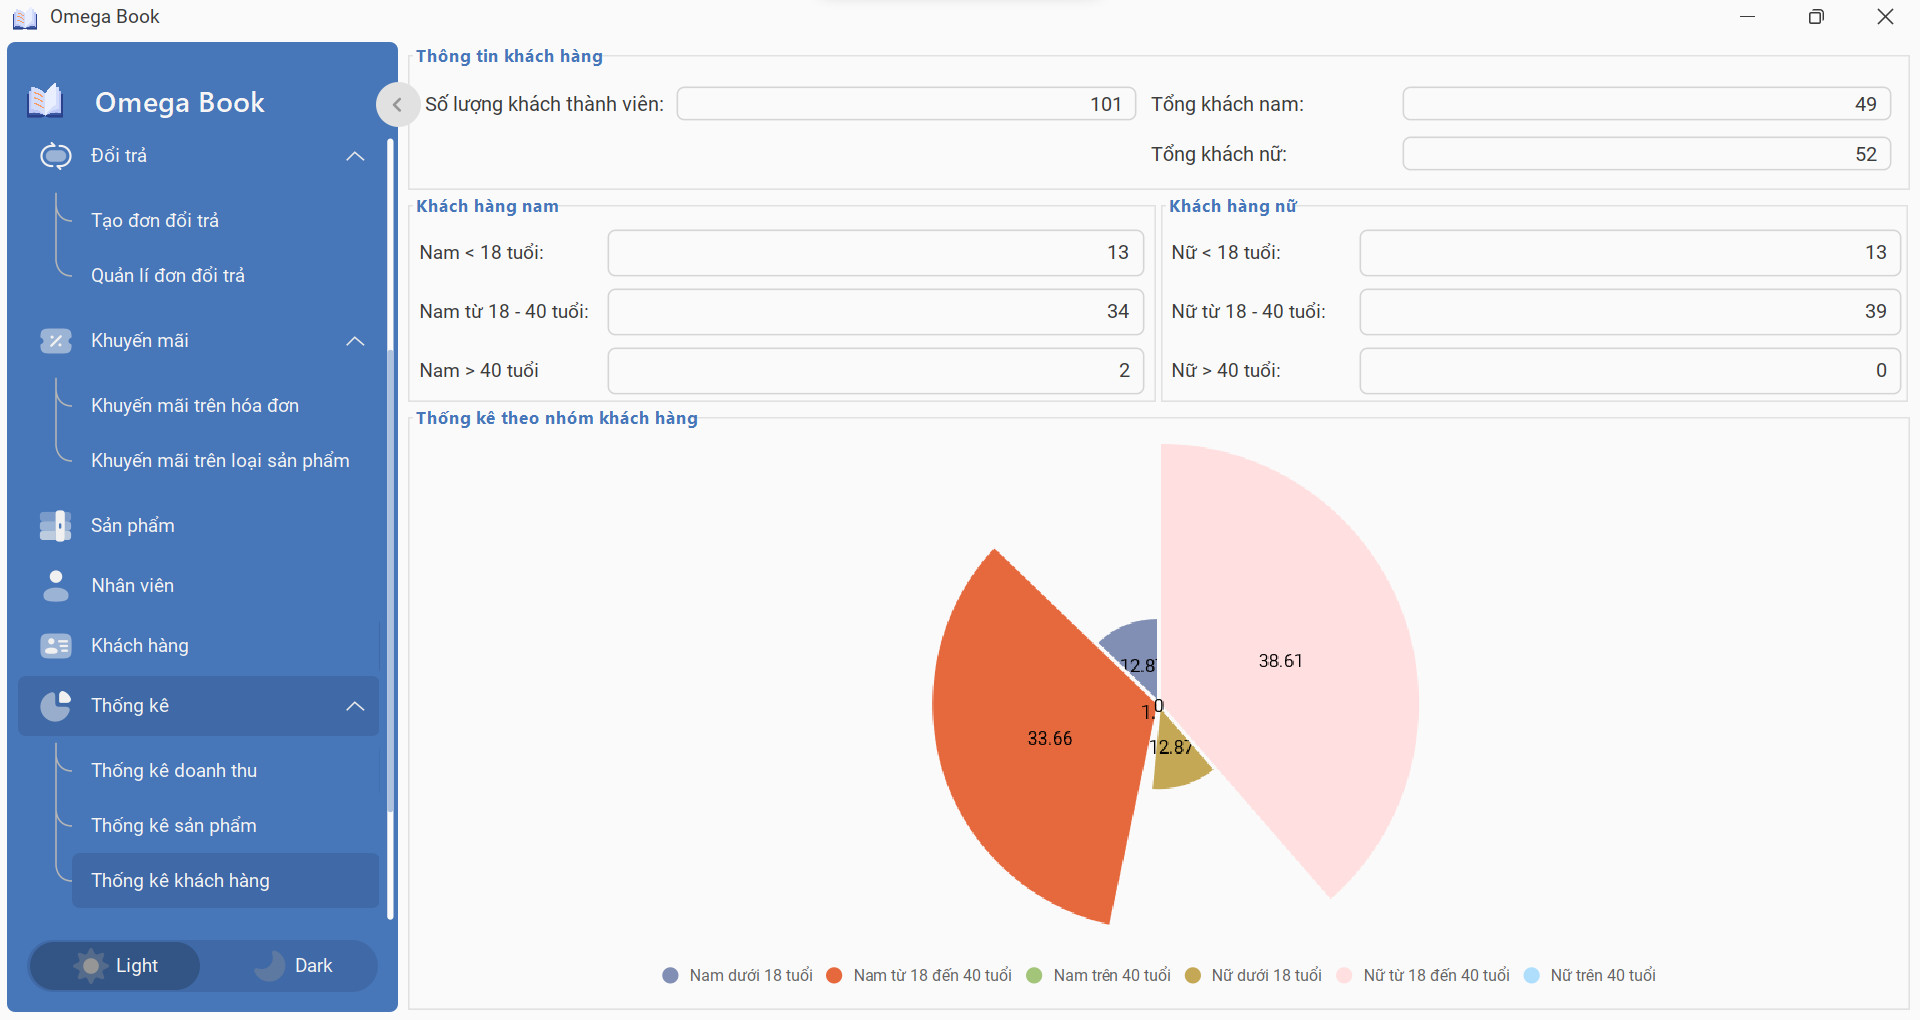 Omega Book
Omega Book
Đổi trả
Tạo đơn đổi trả
Quản lí đơn đổi trả
Khuyến mãi
Khuyến mãi trên hóa đơn
Khuyến mãi trên loại sản phẩm
Sản phẩm
Nhân viên
Khách hàng
Thống kê
Thống kê doanh thu
Thống kê sản phẩm
Thống kê khách hàng
Light
Dark
Thông tin khách hàng
Số lượng khách thành viên: 101
Tổng khách nam: 49
Tổng khách nữ: 52
Khách hàng nam
Nam < 18 tuổi: 13
Nam từ 18 - 40 tuổi: 34
Nam > 40 tuổi 2
Khách hàng nữ
Nữ < 18 tuổi: 13
Nữ từ 18 - 40 tuổi: 39
Nữ > 40 tuổi: 0
Thống kê theo nhóm khách hàng
38.61
12.8
0
1.
33.66
12.87
Nam dưới 18 tuổi
Nam từ 18 đến 40 tuổi
Nam trên 40 tuổi
Nữ dưới 18 tuổi
Nữ từ 18 đến 40 tuổi
Nữ trên 40 tuổi